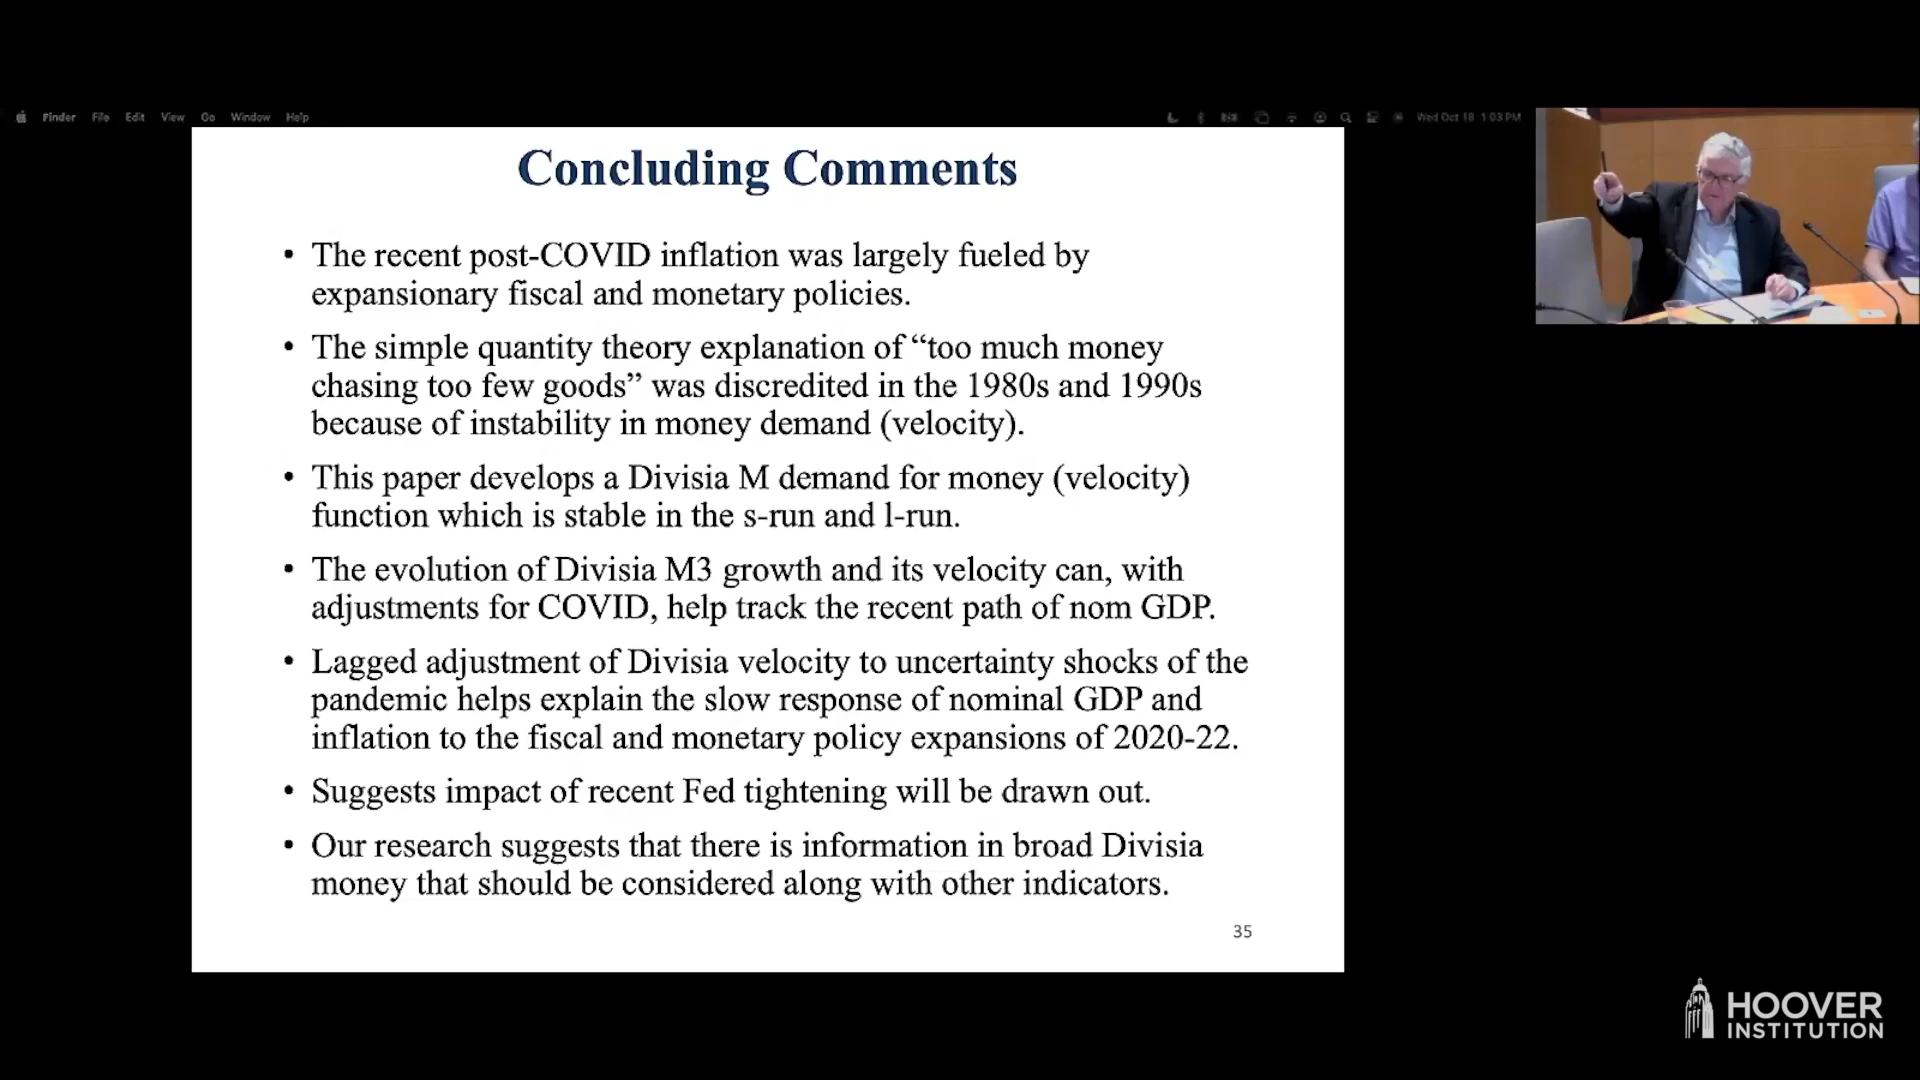 Finder File Edit View Go Window Help
Wed Oct 18 1:03 PM
Concluding Comments
• The recent post-COVID inflation was largely fueled by
expansionary fiscal and monetary policies.
• The simple quantity theory explanation of “too much money
chasing too few goods” was discredited in the 1980s and 1990s
because of instability in money demand (velocity).
• This paper develops a Divisia M demand for money (velocity)
function which is stable in the s-run and l-run.
• The evolution of Divisia M3 growth and its velocity can, with
adjustments for COVID, help track the recent path of nom GDP.
• Lagged adjustment of Divisia velocity to uncertainty shocks of the
pandemic helps explain the slow response of nominal GDP and
inflation to the fiscal and monetary policy expansions of 2020-22.
• Suggests impact of recent Fed tightening will be drawn out.
• Our research suggests that there is information in broad Divisia
money that should be considered along with other indicators.
35
HOOVER
INSTITUTION